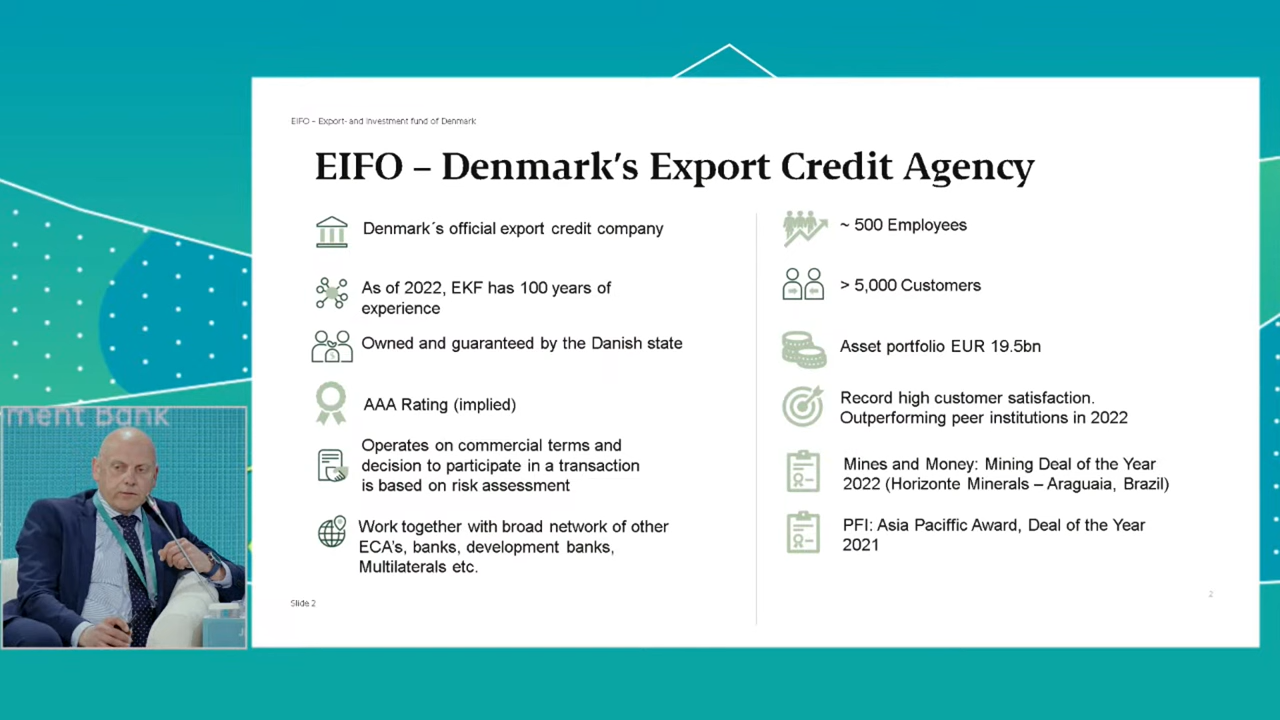 EIFO – Export- and Investment fund of Denmark
EIFO – Denmark's Export Credit Agency
Denmark´s official export credit company
As of 2022, EKF has 100 years of
experience
Owned and guaranteed by the Danish state
AAA Rating (implied)
Operates on commercial terms and
decision to participate in a transaction
is based on risk assessment
Work together with broad network of other
ECA's, banks, development banks,
Multilaterals etc.
Slide 2
~ 500 Employees
> 5,000 Customers
Asset portfolio EUR 19.5bn
Record high customer satisfaction.
Outperforming peer institutions in 2022
Mines and Money: Mining Deal of the Year
2022 (Horizonte Minerals – Araguaia, Brazil)
PFI: Asia Paciffic Award, Deal of the Year
2021
2
ment Bank